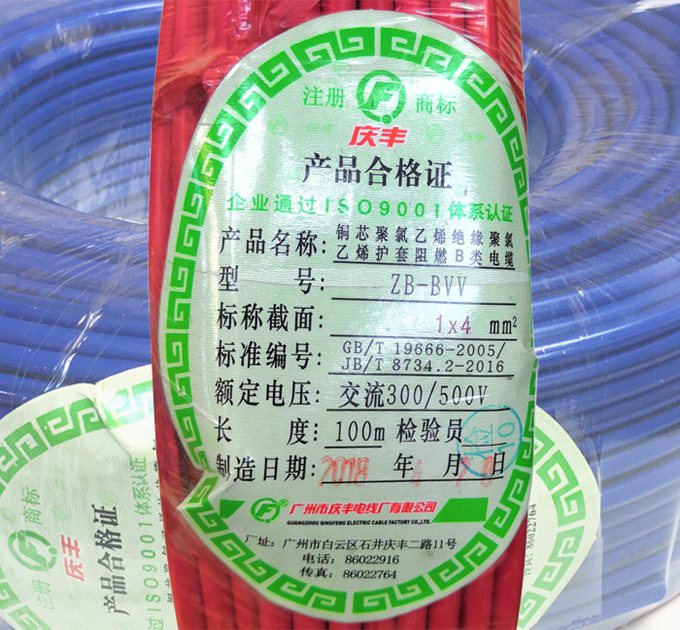 注册 商标
庆丰
产品合格证
企业通过ISO9001体系认证
产品名称: 铜芯聚氯乙烯绝缘聚氯
乙烯护套阻燃B类电缆
型 号: ZB-BVV
标称截面: 1x4 mm²
标准编号: GB/T 19666-2005/
JB/T 8734.2-2016
额定电压: 交流300/500V
长 度: 100m 检验员 检10
制造日期: 2018 年 4 月 日
广州市庆丰电线厂有限公司
GUANGZHOU QINGFENG ELECTRIC CABLE FACTORY CO.,LTD.
厂址: 广州市白云区石井庆丰二路11号
电话: 86022916
传真: 86022764
注册 商标
庆丰
产品合格证
企业通过ISO9001体系认证
86022764